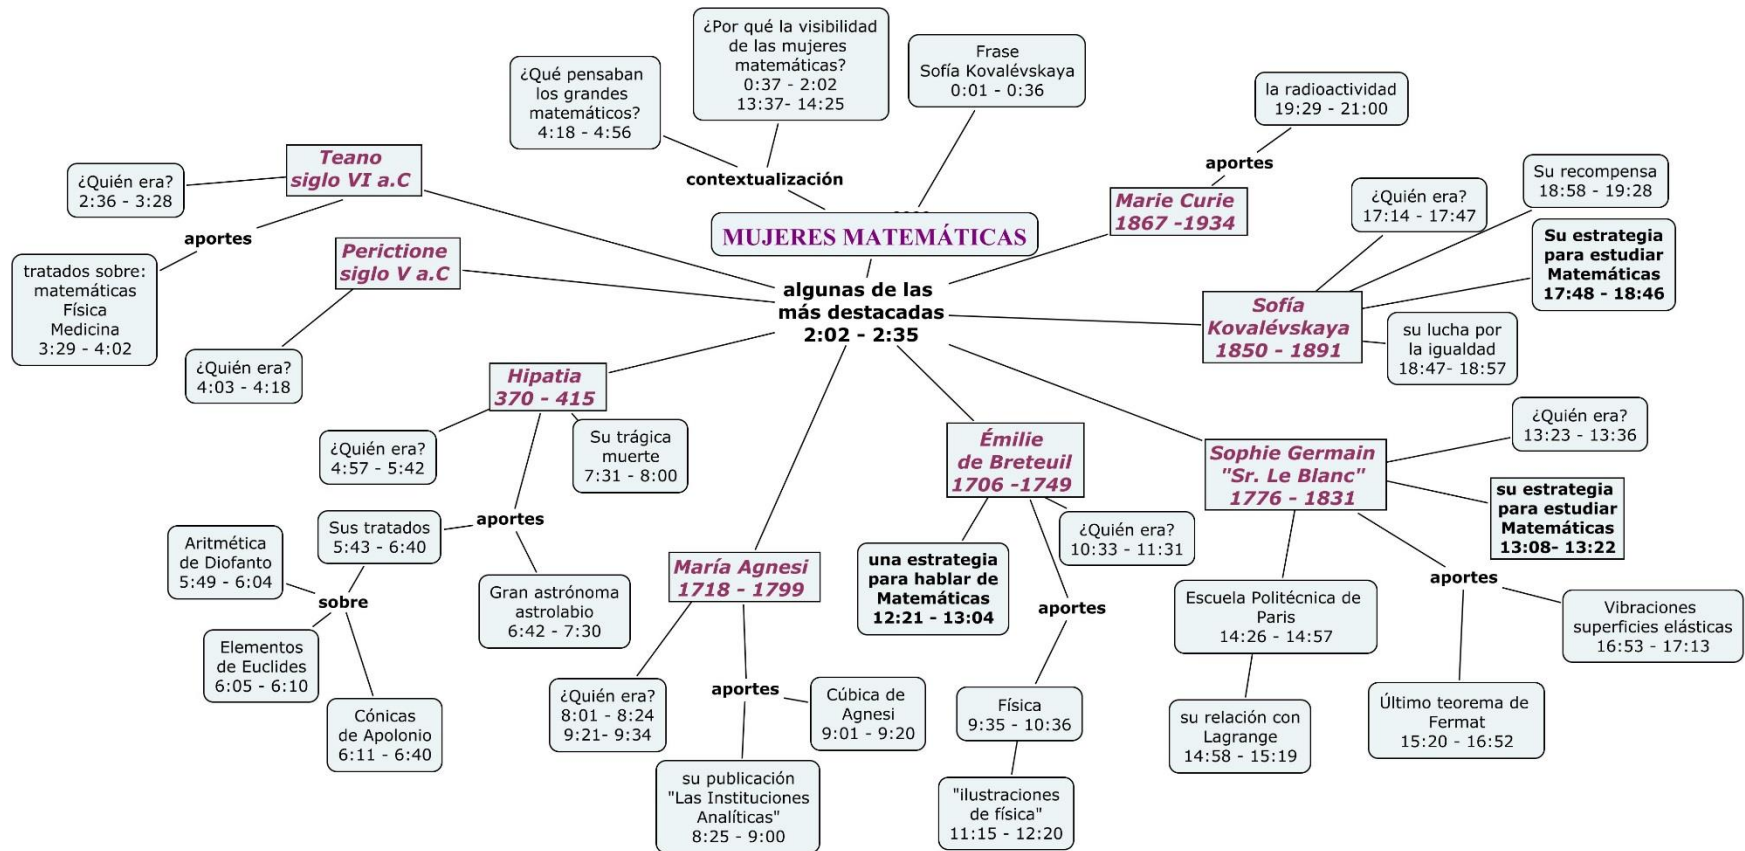 ¿Por qué la visibilidad
de las mujeres
matemáticas?
0:37 - 2:02
13:37- 14:25
Frase
Sofía Kovalévskaya
0:01 - 0:36
¿Qué pensaban
los grandes
matemáticos?
4:18 - 4:56
la radioactividad
19:29 - 21:00
contextualización
aportes
Teano
siglo VI a.C
¿Quién era?
2:36 - 3:28
aportes
tratados sobre:
matemáticas
Física
Medicina
3:29 - 4:02
MUJERES MATEMÁTICAS
Marie Curie
1867 -1934
¿Quién era?
17:14 - 17:47
Su recompensa
18:58 - 19:28
Su estrategia
para estudiar
Matemáticas
17:48 - 18:46
Perictione
siglo V a.C
¿Quién era?
4:03 - 4:18
algunas de las
más destacadas
2:02 - 2:35
Sofía
Kovalévskaya
1850 - 1891
su lucha por
la igualdad
18:47- 18:57
Hipatia
370 - 415
¿Quién era?
4:57 - 5:42
Su trágica
muerte
7:31 - 8:00
aportes
Sus tratados
5:43 - 6:40
sobre
Aritmética
de Diofanto
5:49 - 6:04
Elementos
de Euclides
6:05 - 6:10
Cónicas
de Apolonio
6:11 - 6:40
Gran astrónoma
astrolabio
6:42 - 7:30
María Agnesi
1718 - 1799
¿Quién era?
8:01 - 8:24
9:21- 9:34
aportes
Cúbica de
Agnesi
9:01 - 9:20
su publicación
"Las Instituciones
Analíticas"
8:25 - 9:00
Émilie
de Breteuil
1706 -1749
una estrategia
para hablar de
Matemáticas
12:21 - 13:04
¿Quién era?
10:33 - 11:31
aportes
Física
9:35 - 10:36
"ilustraciones
de física"
11:15 - 12:20
Sophie Germain
"Sr. Le Blanc"
1776 - 1831
¿Quién era?
13:23 - 13:36
su estrategia
para estudiar
Matemáticas
13:08- 13:22
Escuela Politécnica de
Paris
14:26 - 14:57
su relación con
Lagrange
14:58 - 15:19
aportes
Último teorema de
Fermat
15:20 - 16:52
Vibraciones
superficies elásticas
16:53 - 17:13